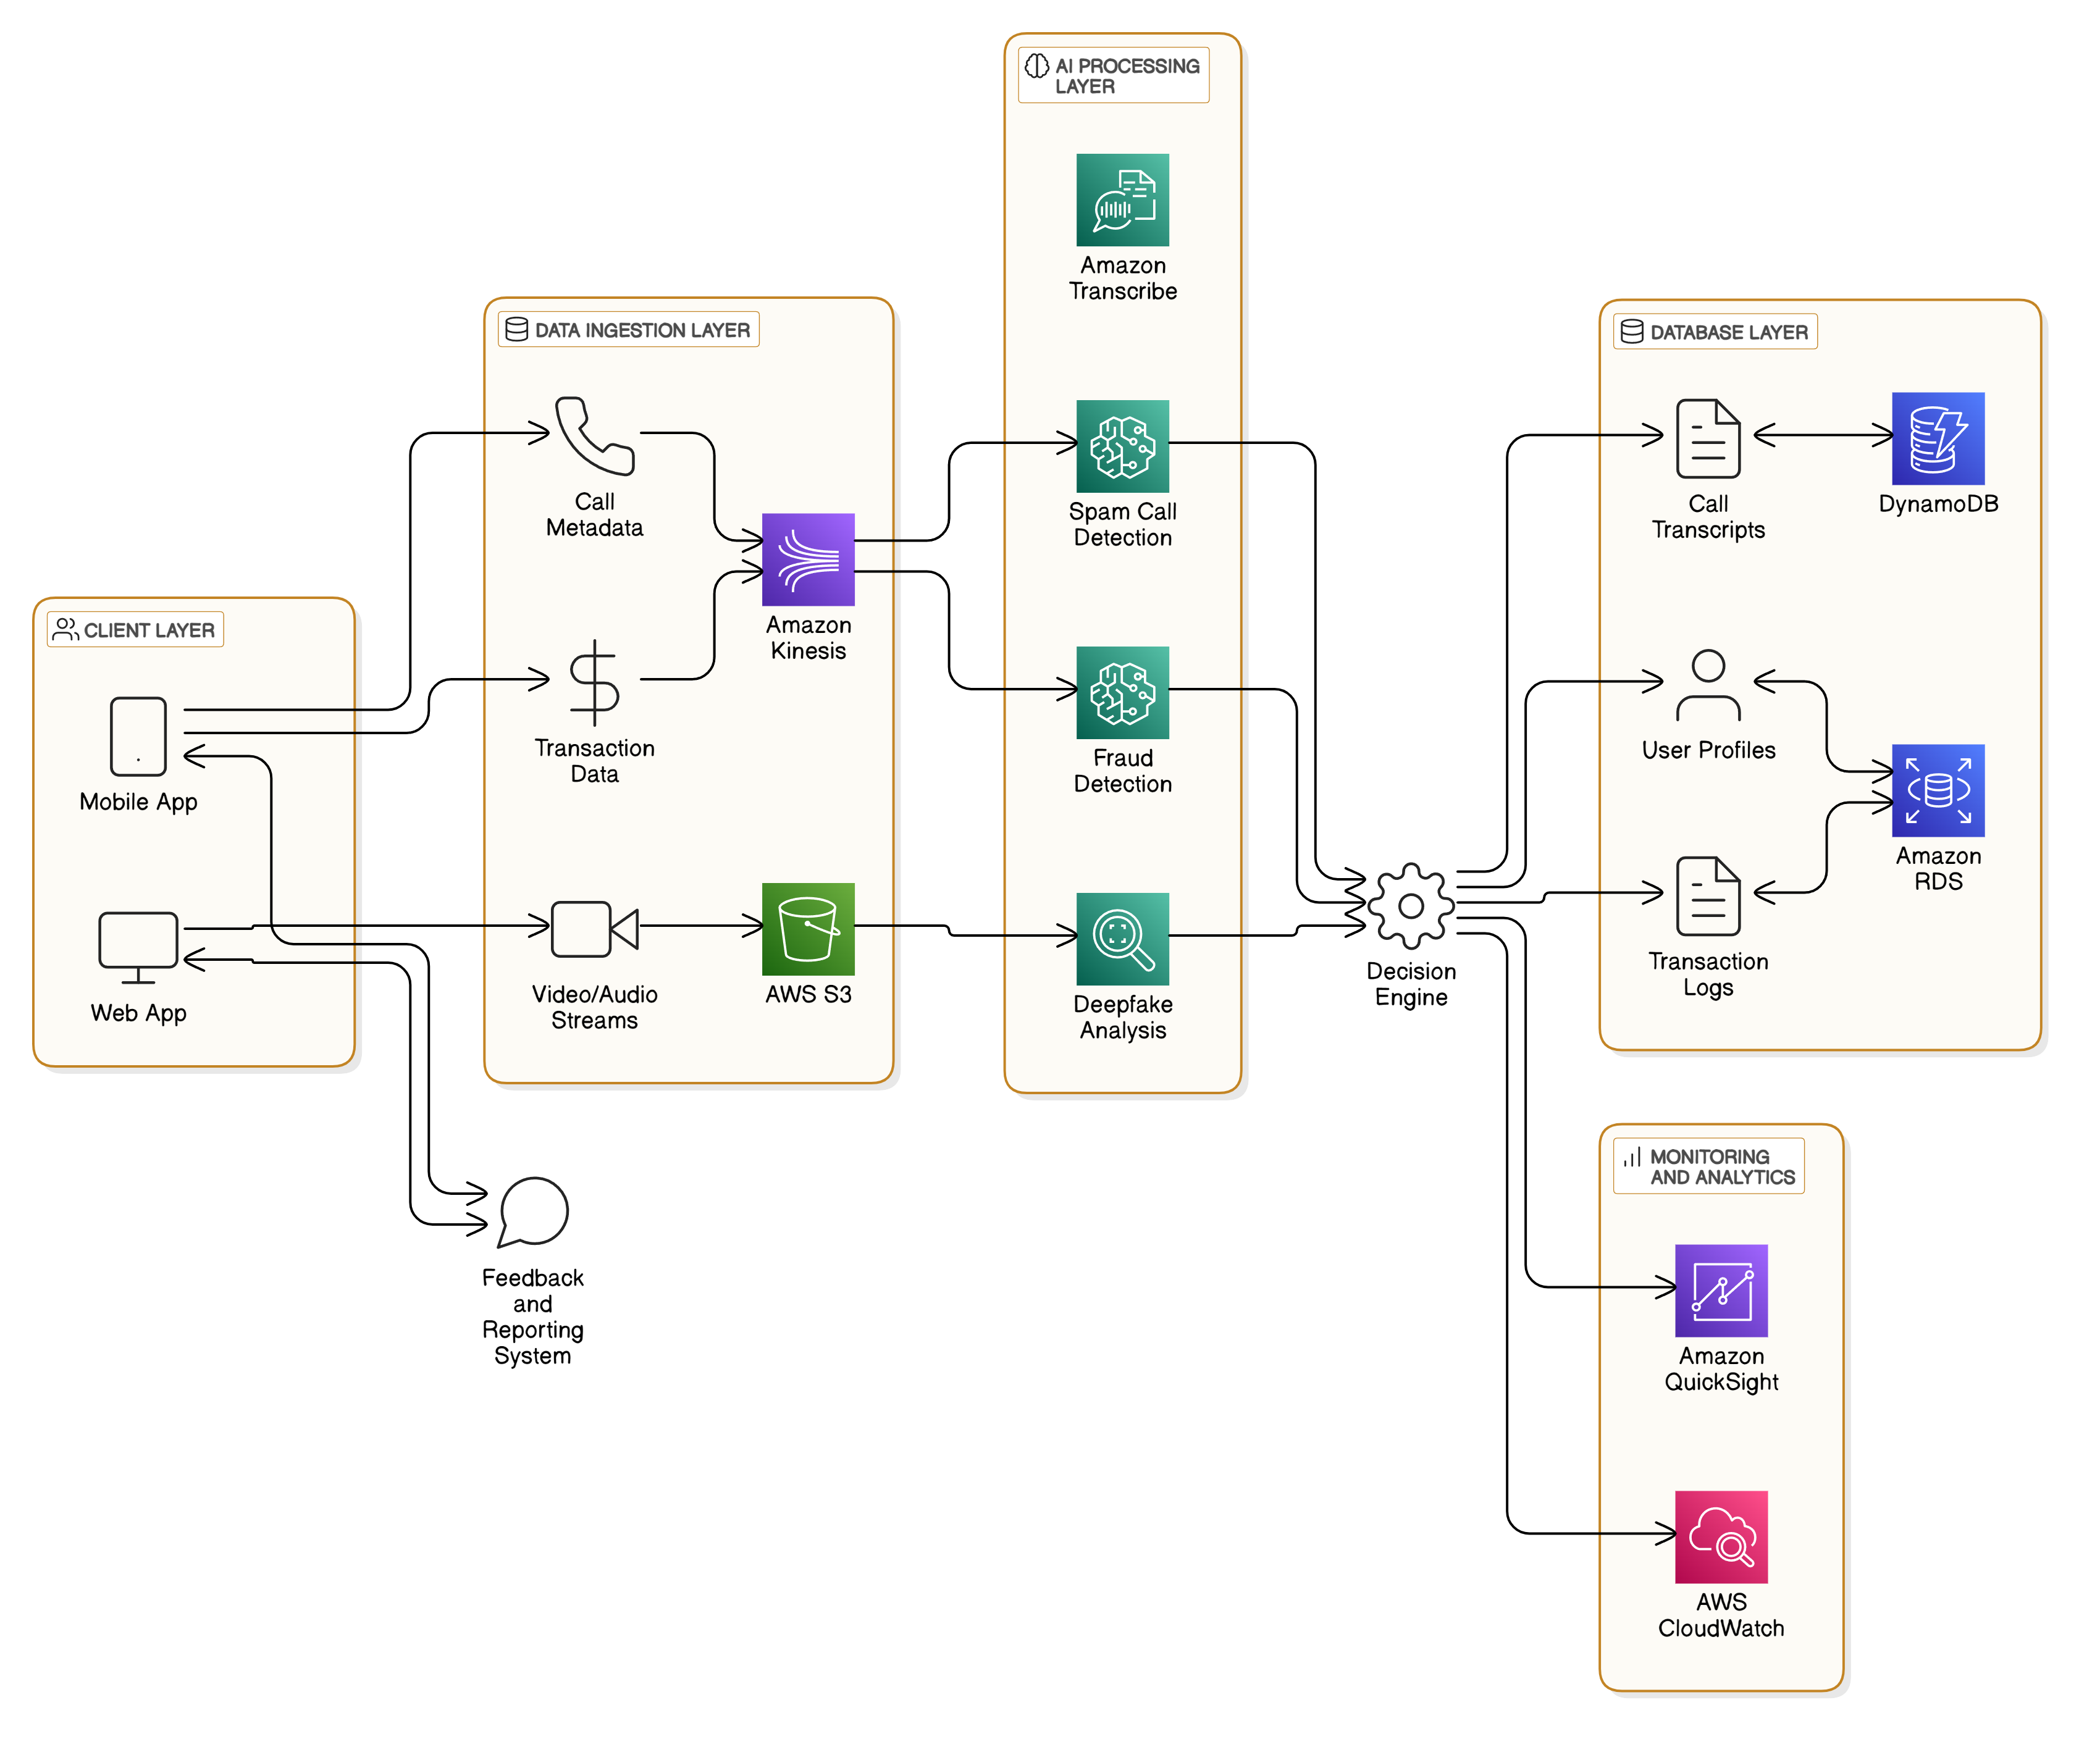 CLIENT LAYER
Mobile App
Web App
DATA INGESTION LAYER
Call
Metadata
Transaction
Data
Video/Audio
Streams
Amazon
Kinesis
AWS S3
Feedback
and
Reporting
System
AI PROCESSING
LAYER
Amazon
Transcribe
Spam Call
Detection
Fraud
Detection
Deepfake
Analysis
Decision
Engine
DATABASE LAYER
Call
Transcripts
DynamoDB
User Profiles
Transaction
Logs
Amazon
RDS
MONITORING
AND ANALYTICS
Amazon
QuickSight
AWS
CloudWatch